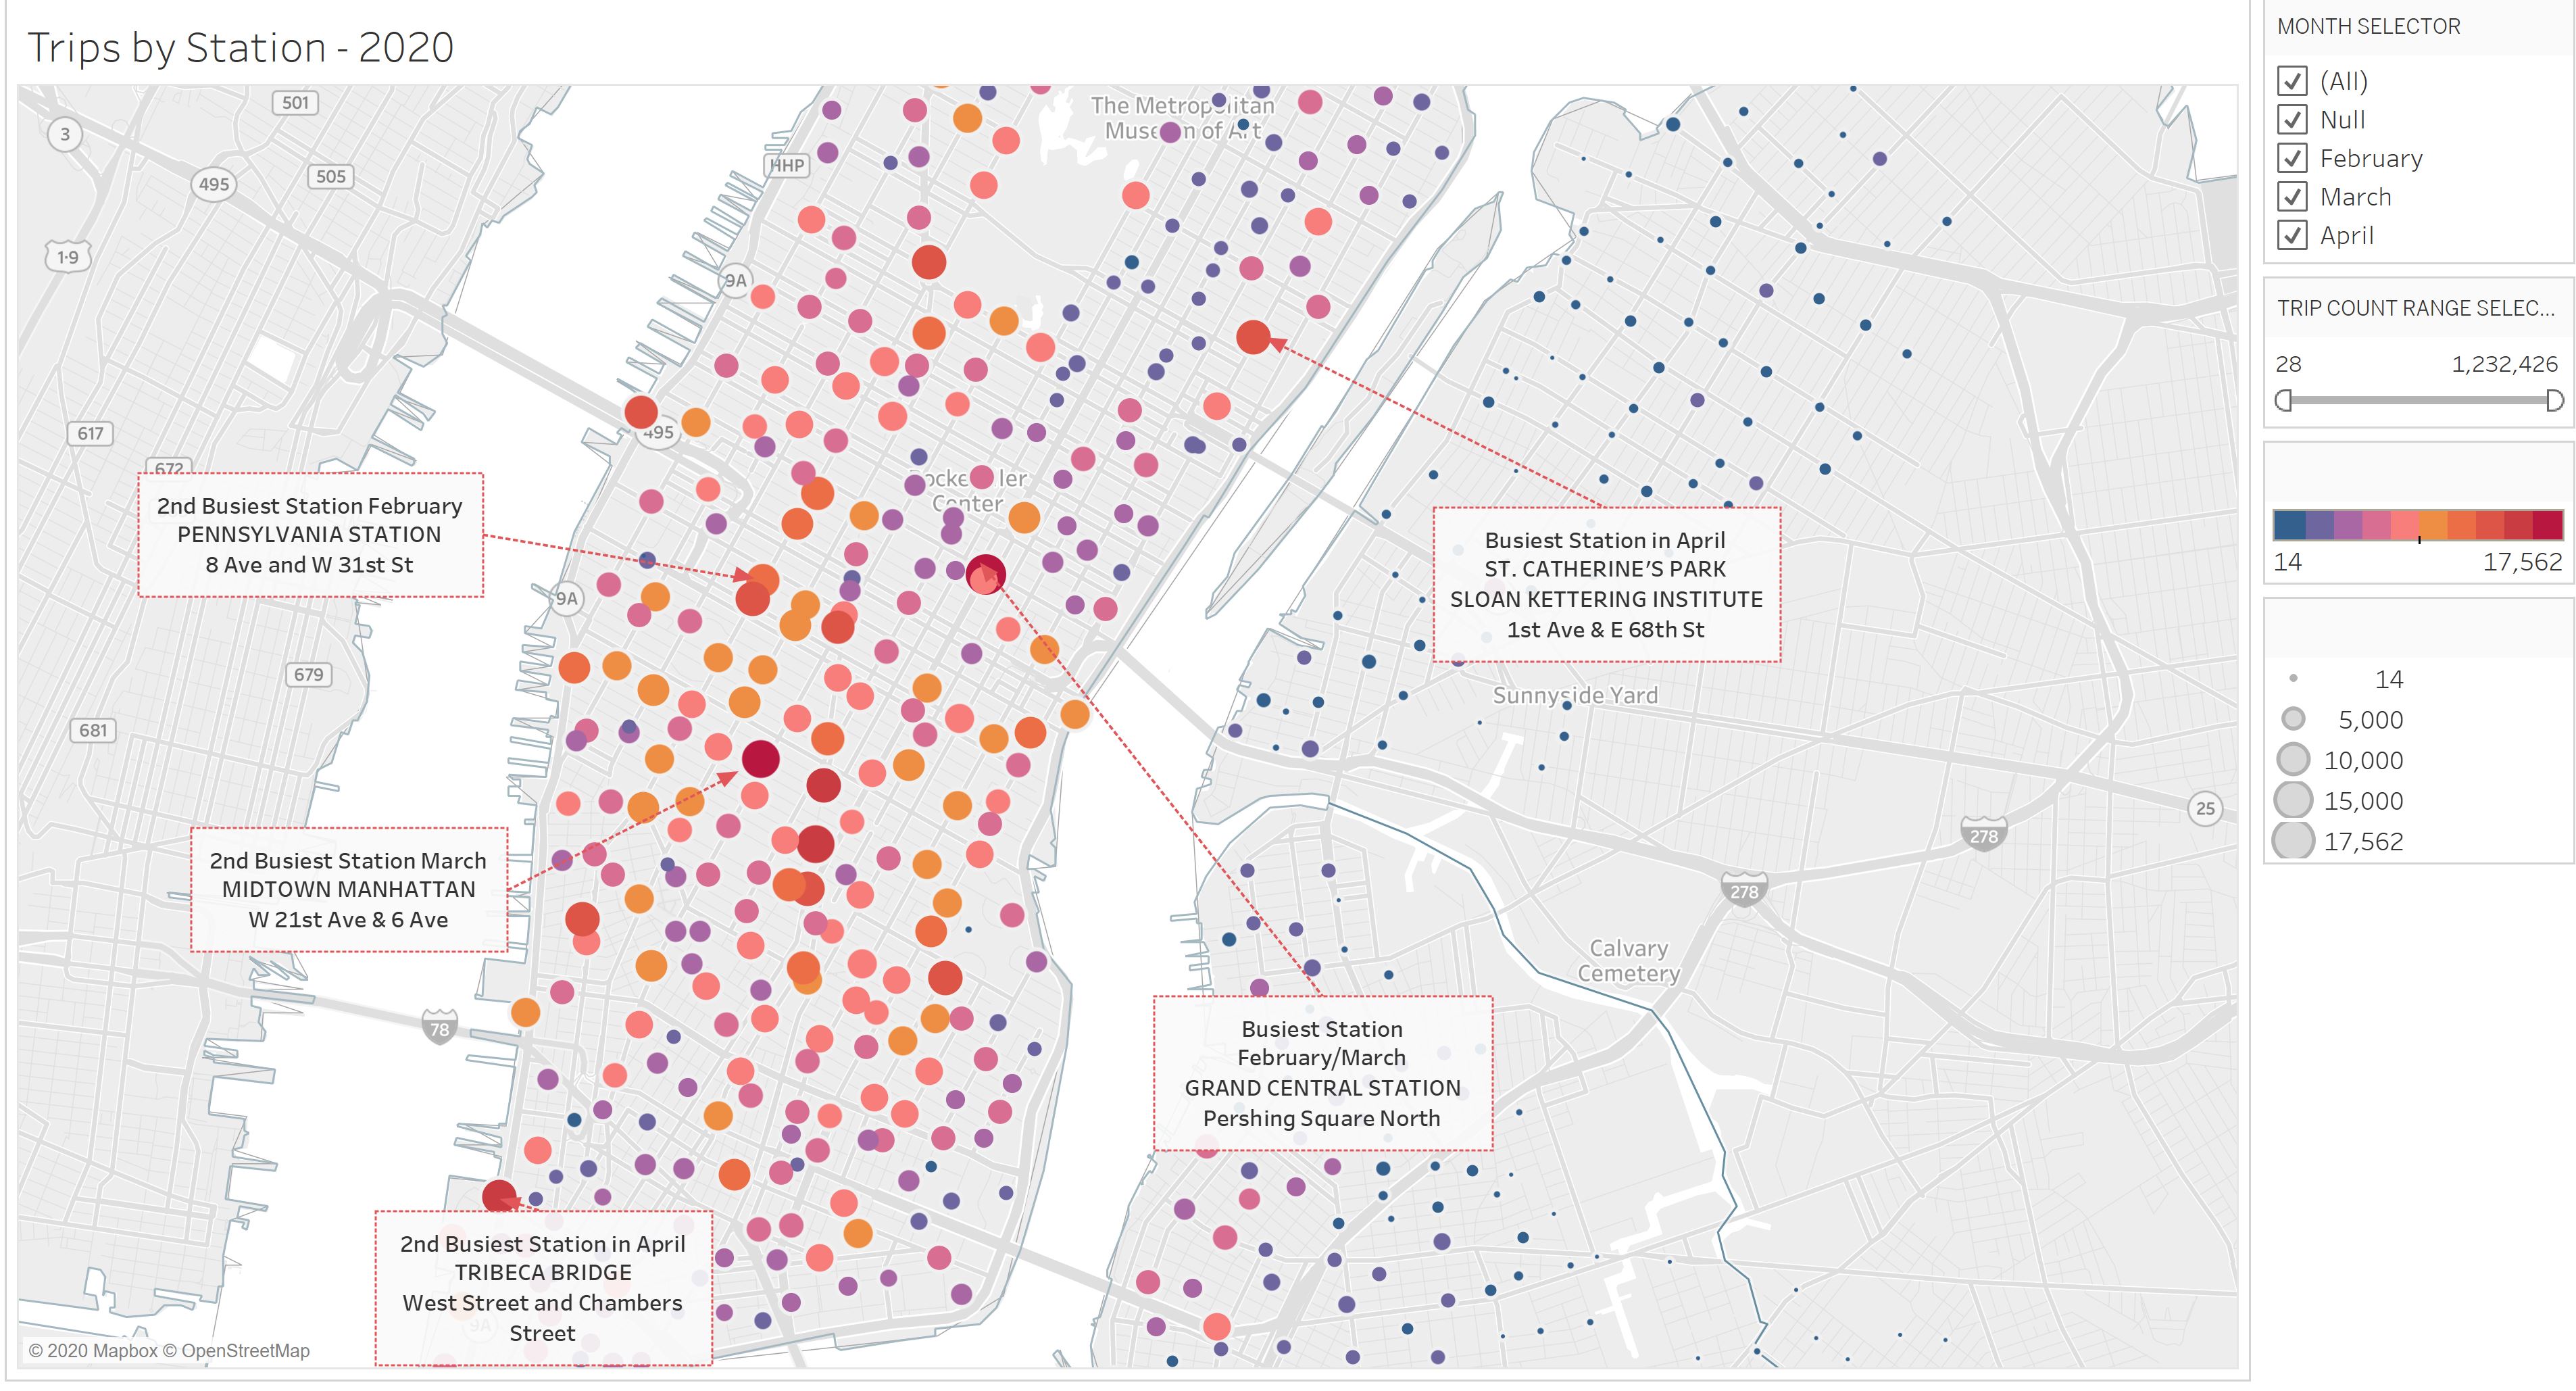 Trips by Station - 2020
501
3
495
505
1·9
HHP
9A
The Metropolitan
Museum of Art
617
672
495
2nd Busiest Station February
PENNSYLVANIA STATION
8 Ave and W 31st St
Center
9A
679
681
Busiest Station in April
ST. CATHERINE'S PARK
SLOAN KETTERING INSTITUTE
1st Ave & E 68th St
Sunnyside Yard
25
278
278
2nd Busiest Station March
MIDTOWN MANHATTAN
W 21st Ave & 6 Ave
Calvary
Cemetery
78
Busiest Station
February/March
GRAND CENTRAL STATION
Pershing Square North
2nd Busiest Station in April
TRIBECA BRIDGE
West Street and Chambers
Street
9A
© 2020 Mapbox © OpenStreetMap
MONTH SELECTOR
(All)
Null
February
March
April
TRIP COUNT RANGE SELEC...
28 1,232,426
14 17,562
14
5,000
10,000
15,000
17,562